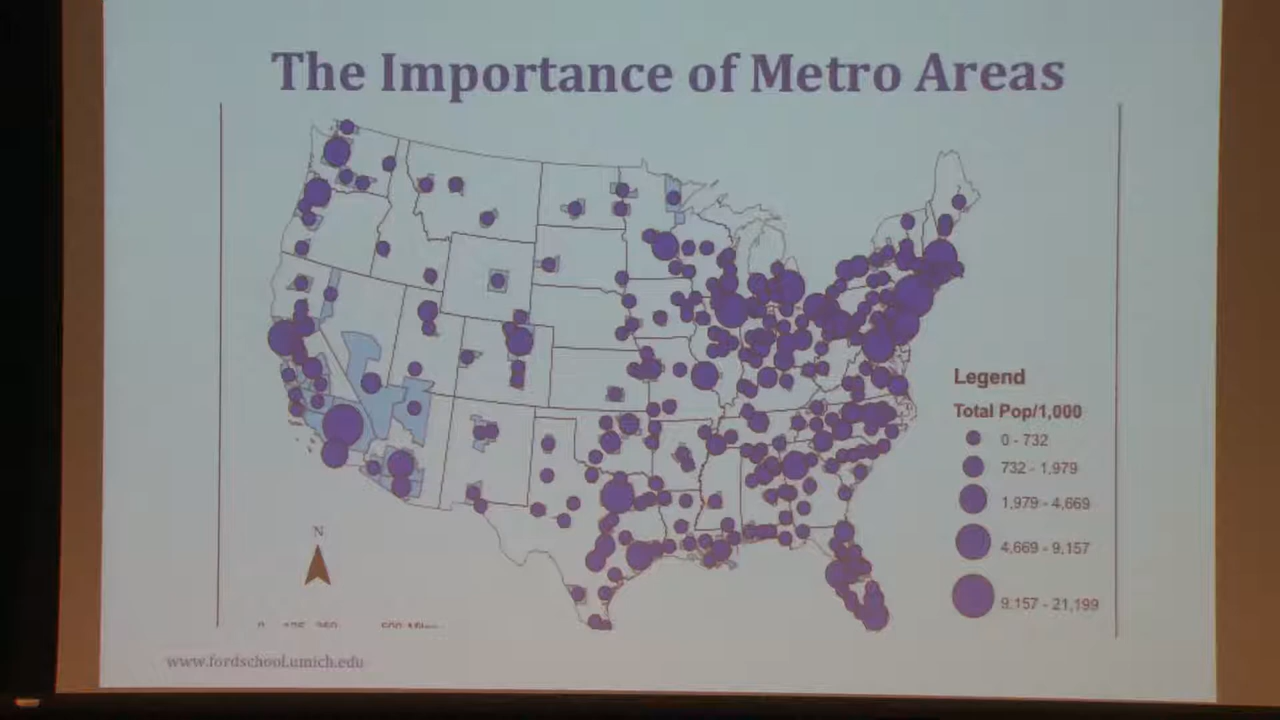 The Importance of Metro Areas
Legend
Total Pop/1,000
0 - 732
732 - 1,979
1,979 - 4,669
4,669 - 9,157
9,157 - 21,199
N
www.fordschool.umich.edu